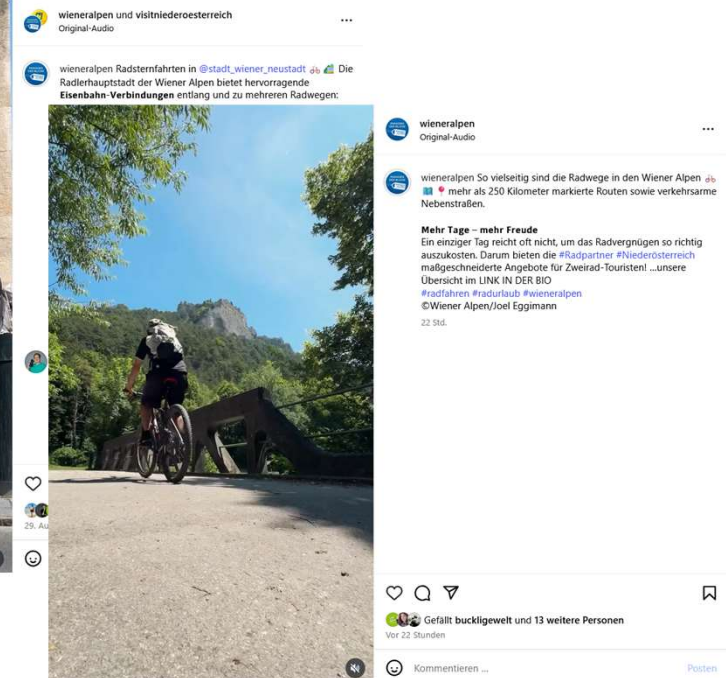 wieneralpen und visitniederoesterreich
Original-Audio
wieneralpen Radsternfahrten in @stadt_wiener_neustadt 🚲 🏞️ Die
Radlerhauptstadt der Wiener Alpen bietet hervorragende
Eisenbahn-Verbindungen entlang und zu mehreren Radwegen:
29. Au
wieneralpen
Original-Audio
wieneralpen So vielseitig sind die Radwege in den Wiener Alpen 🚲
🗺️ 📍 mehr als 250 Kilometer markierte Routen sowie verkehrsarme
Nebenstraßen.
Mehr Tage – mehr Freude
Ein einziger Tag reicht oft nicht, um das Radvergnügen so richtig
auszukosten. Darum bieten die #Radpartner #Niederösterreich
maßgeschneiderte Angebote für Zweirad-Touristen! ...unsere
Übersicht im LINK IN DER BIO
#radfahren #radurlaub #wieneralpen
©Wiener Alpen/Joel Eggimann
22 Std.
Gefällt buckligewelt und 13 weitere Personen
Vor 22 Stunden
Kommentieren ...
Posten